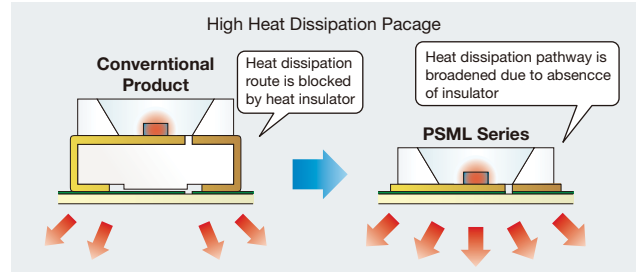 High Heat Dissipation Pacage
Converntional
Product
Heat dissipation
route is blocked
by heat insulator
Heat dissipation pathway is
broadened due to absencce
of insulator
PSML Series